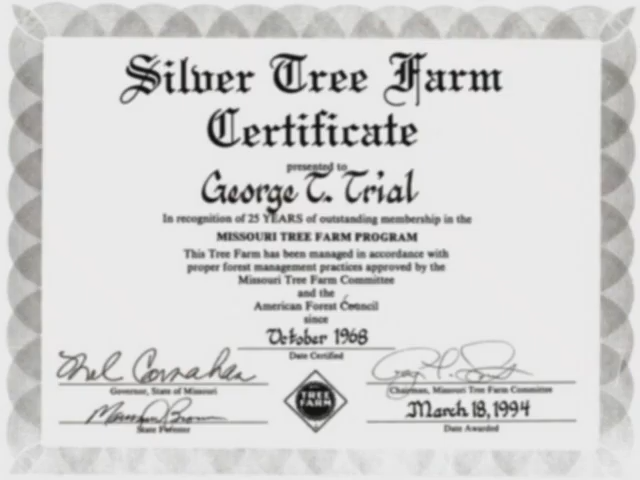 Silver Tree Farm
Certificate
presented to
George T. Trial
In recognition of 25 YEARS of outstanding membership in the
MISSOURI TREE FARM PROGRAM
This Tree Farm has been managed in accordance with
proper forest management practices approved by the
Missouri Tree Farm Committee
and the
American Forest Council
since
October 1968
Date Certified
Mel Carnahan
Governor, State of Missouri
Chairman, Missouri Tree Farm Committee
TREE
FARM
Brown
State Forester
March 18, 1994
Date Awarded